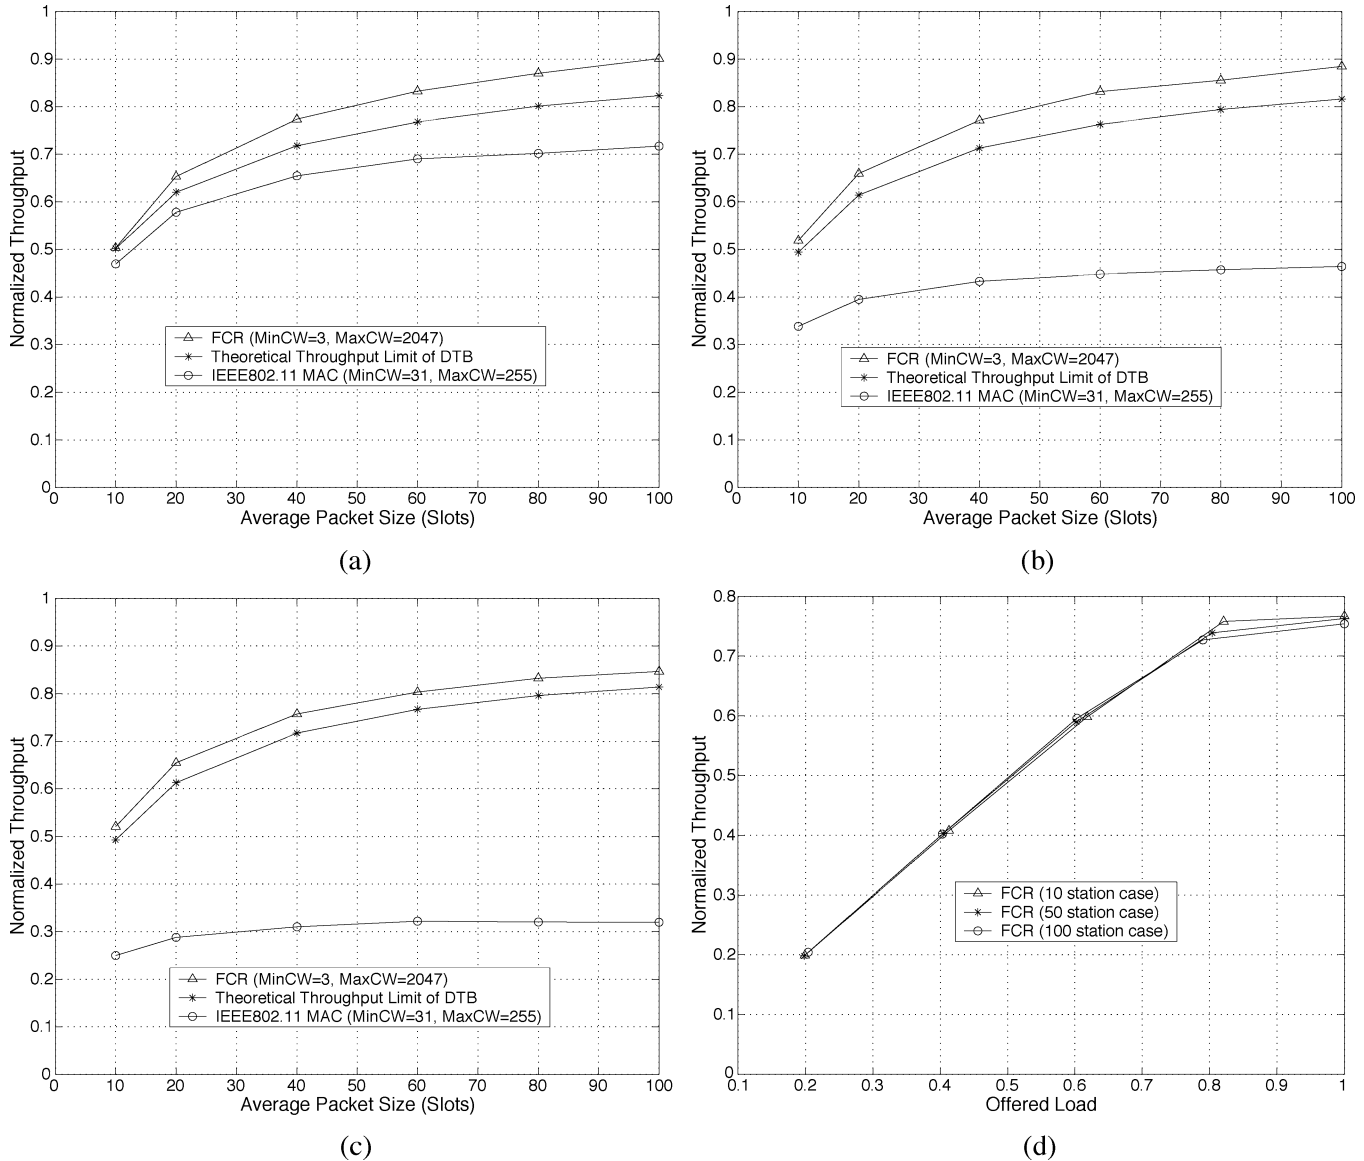 1
0.9
0.8
0.7
0.6
0.5
0.4
0.3
0.2
0.1
0
Normalized Throughput
FCR (MinCW=3, MaxCW=2047)
Theoretical Throughput Limit of DTB
IEEE802.11 MAC (MinCW=31, MaxCW=255)
0 10 20 30 40 50 60 70 80 90 100
Average Packet Size (Slots)
(a)
1
0.9
0.8
0.7
0.6
0.5
0.4
0.3
0.2
0.1
0
Normalized Throughput
FCR (MinCW=3, MaxCW=2047)
Theoretical Throughput Limit of DTB
IEEE802.11 MAC (MinCW=31, MaxCW=255)
0 10 20 30 40 50 60 70 80 90 100
Average Packet Size (Slots)
(b)
1
0.9
0.8
0.7
0.6
0.5
0.4
0.3
0.2
0.1
0
Normalized Throughput
FCR (MinCW=3, MaxCW=2047)
Theoretical Throughput Limit of DTB
IEEE802.11 MAC (MinCW=31, MaxCW=255)
0 10 20 30 40 50 60 70 80 90 100
Average Packet Size (Slots)
(c)
0.8
0.7
0.6
0.5
0.4
0.3
0.2
0.1
0
Normalized Throughput
FCR (10 station case)
FCR (50 station case)
FCR (100 station case)
0.1 0.2 0.3 0.4 0.5 0.6 0.7 0.8 0.9 1
Offered Load
(d)